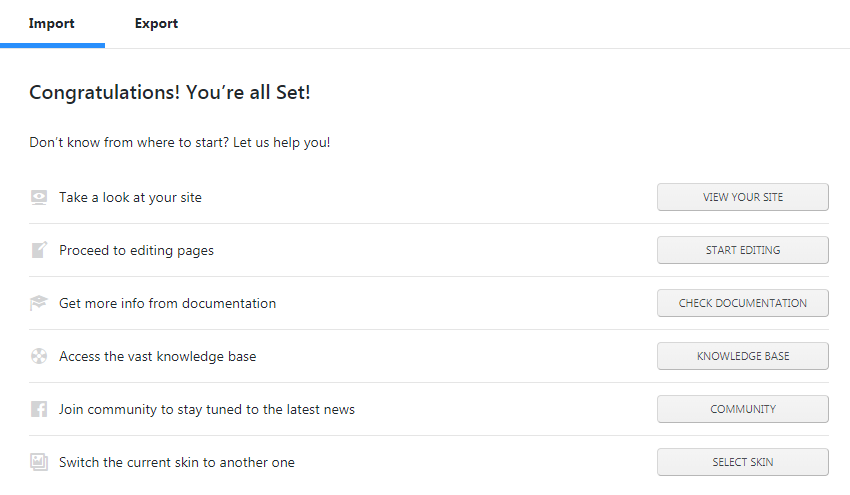 Import Export
Congratulations! You’re all Set!
Don’t know from where to start? Let us help you!
Take a look at your site VIEW YOUR SITE
Proceed to editing pages START EDITING
Get more info from documentation CHECK DOCUMENTATION
Access the vast knowledge base KNOWLEDGE BASE
Join community to stay tuned to the latest news COMMUNITY
Switch the current skin to another one SELECT SKIN